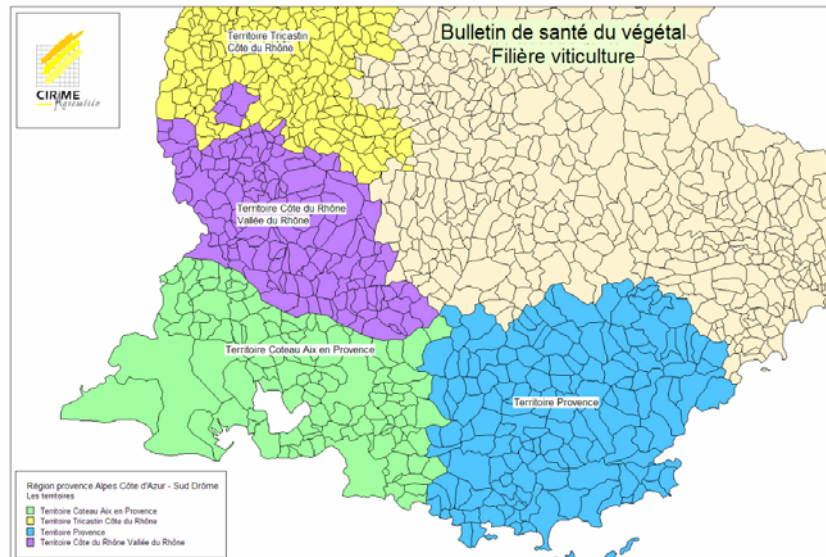 Bulletin de santé du végétal
Filière viticulture
CIRAME
Territoire Tricastin
Côte du Rhône
Territoire Côte du Rhône
Vallée du Rhône
Territoire Coteau Aix en Provence
Territoire Provence
Région provence Alpes Côte d'Azur - Sud Drôme
Les territoires
Territoire Coteau Aix en Provence
Territoire Tricastin Côte du Rhône
Territoire Provence
Territoire Côte du Rhône Vallée du Rhône